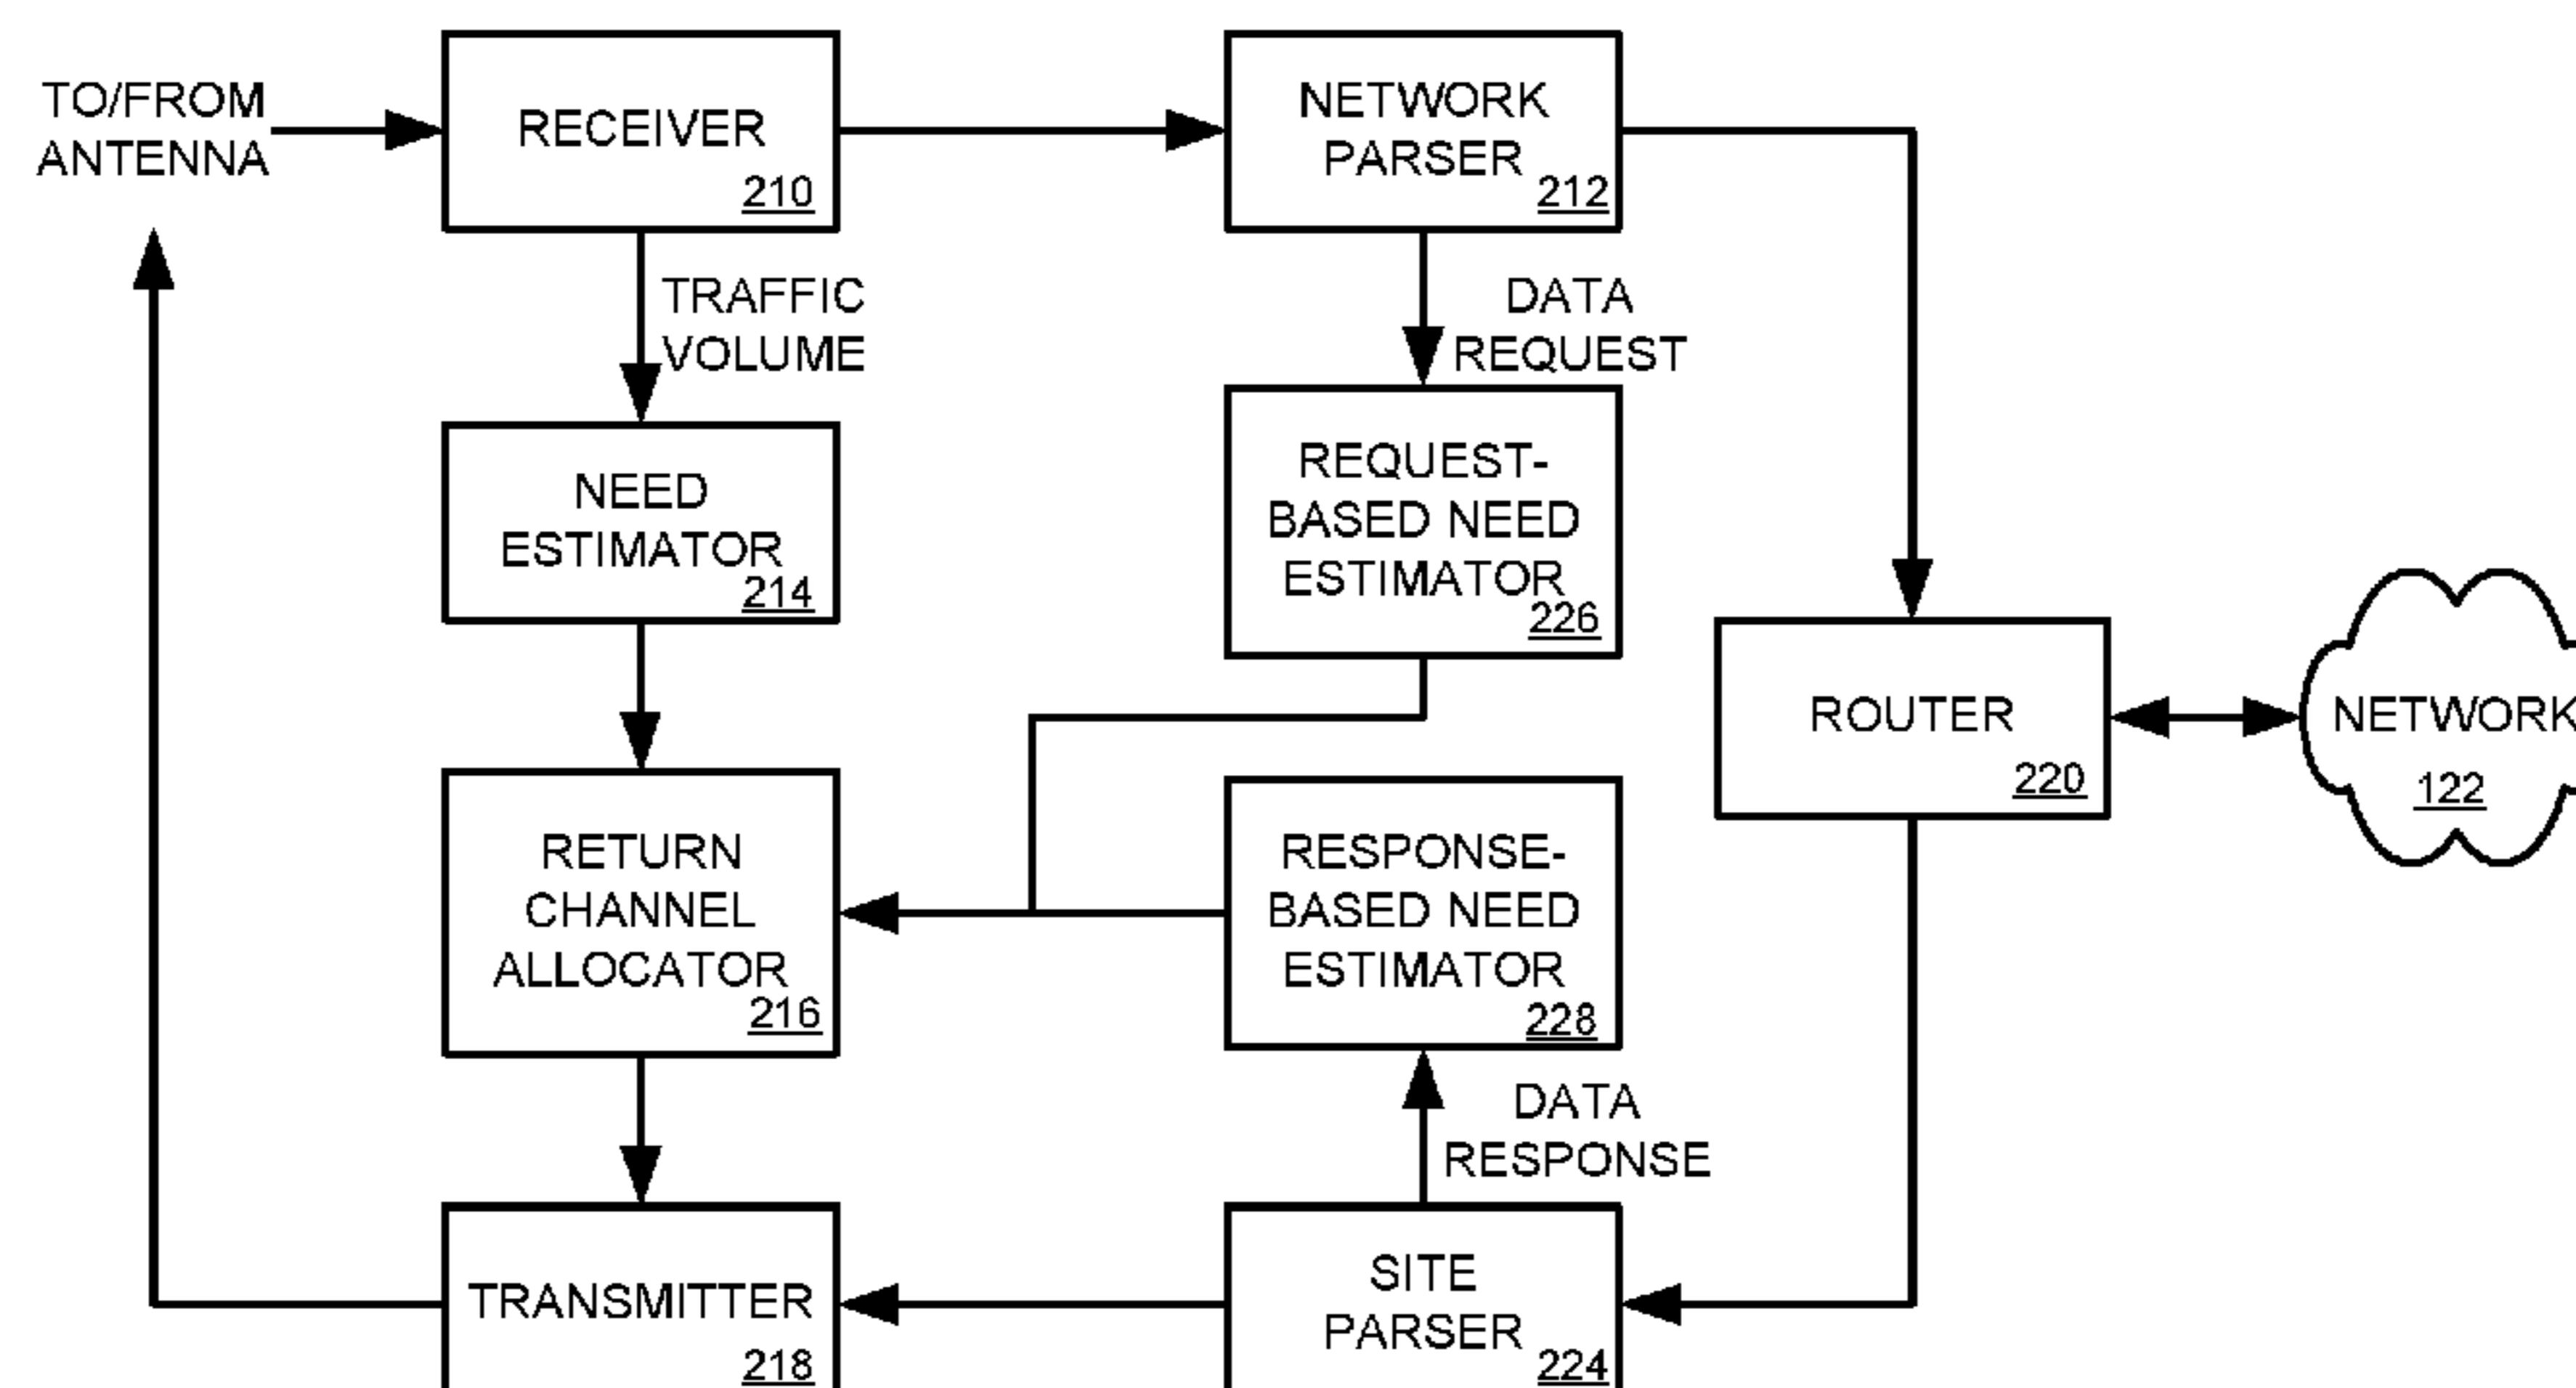 TO/FROM
ANTENNA
RECEIVER
210
NETWORK
PARSER
212
TRAFFIC
VOLUME
DATA
REQUEST
NEED
ESTIMATOR
214
REQUEST-
BASED NEED
ESTIMATOR
226
ROUTER
220
NETWORK
122
RETURN
CHANNEL
ALLOCATOR
216
RESPONSE-
BASED NEED
ESTIMATOR
228
DATA
RESPONSE
TRANSMITTER
218
SITE
PARSER
224